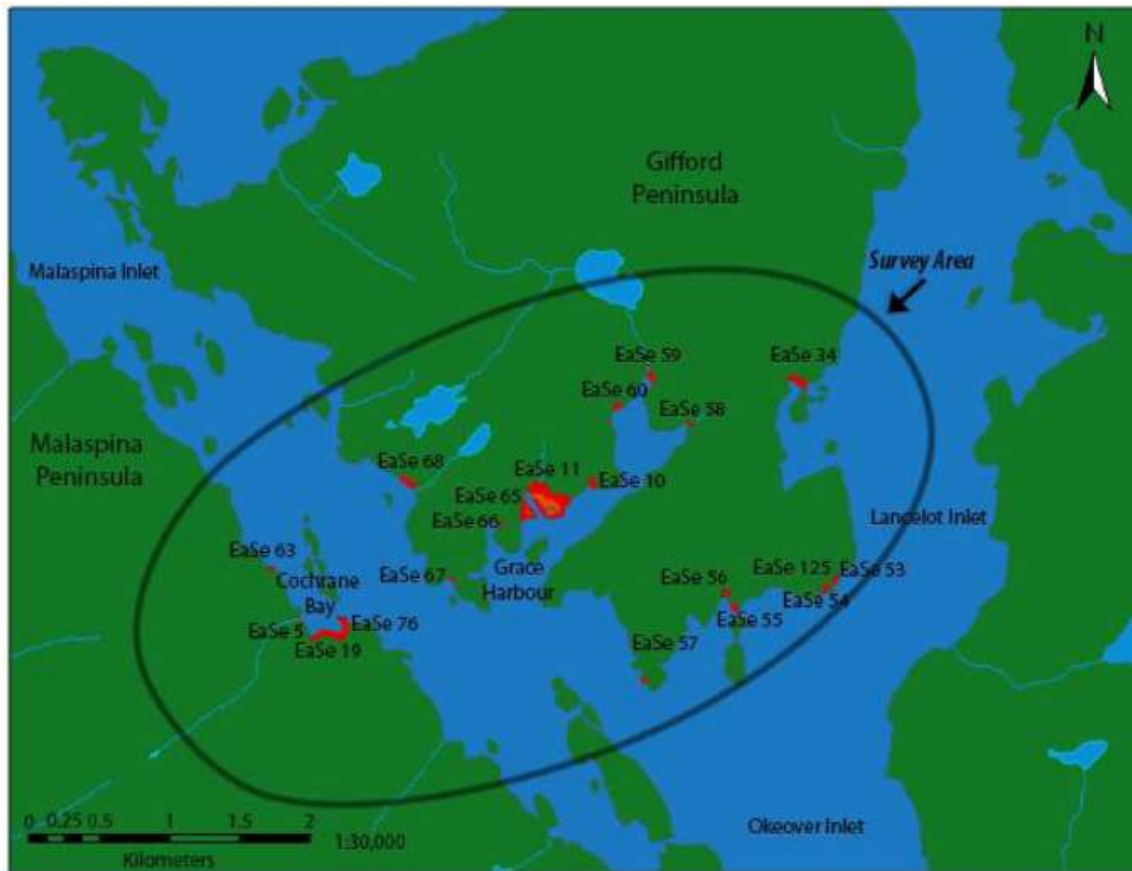 N
Gifford
Peninsula
Malaspina Inlet
Survey Area
EaSe 59
EaSe 34
EaSe 60
EaSe 58
Malaspina
Peninsula
EaSe 68
EaSe 11
EaSe 65
EaSe 10
EaSe 66
Lancelot Inlet
EaSe 63
Cochrane
Bay
EaSe 67
Grace
Harbour
EaSe 56
EaSe 125
EaSe 53
EaSe 54
EaSe 5
EaSe 76
EaSe 19
EaSe 55
EaSe 57
0 0.25 0.5 1 1.5 2
1:30,000
Kilometers
Okeover Inlet